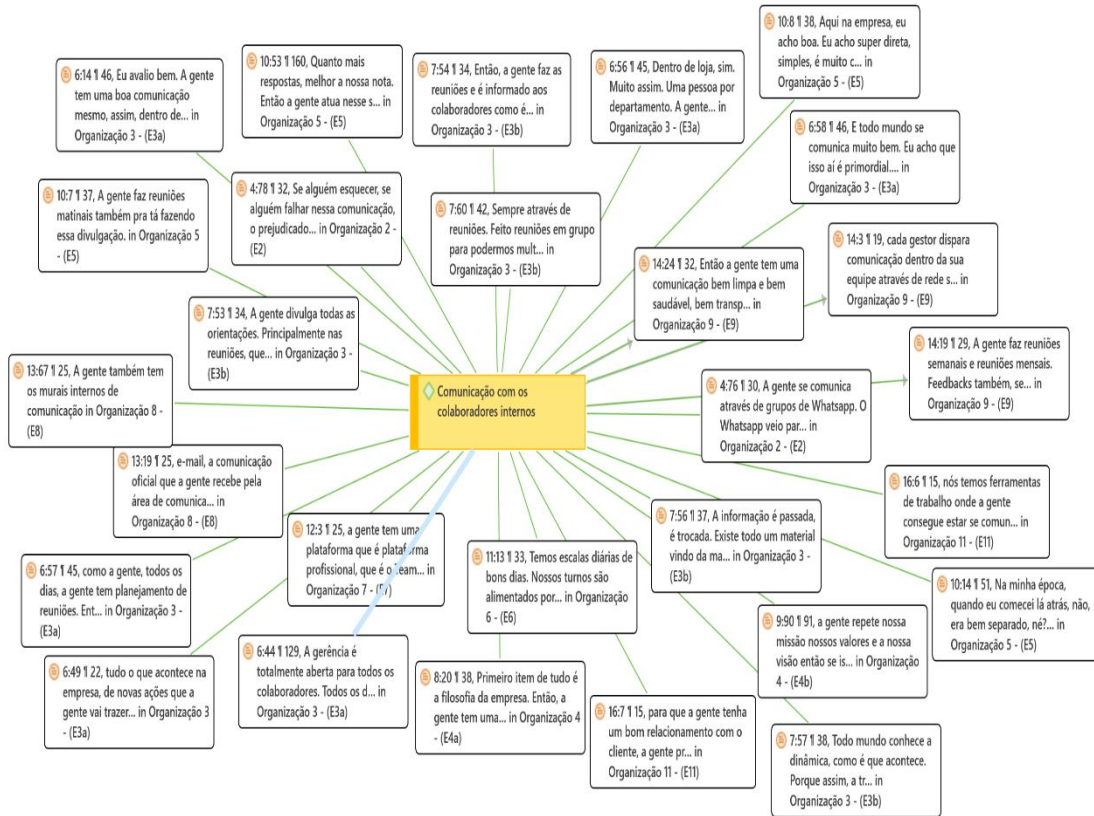 6:14 ¶ 46, Eu avalio bem. A gente
tem uma boa comunicação
mesmo, assim, dentro de... in
Organização 3 - (E3a)
10:53 ¶ 160, Quanto mais
respostas, melhor a nossa nota.
Então a gente atua nesse s... in
Organização 5 - (E5)
7:54 ¶ 34, Então, a gente faz as
reuniões e é informado aos
colaboradores como é... in
Organização 3 - (E3b)
6:56 ¶ 45, Dentro de loja, sim.
Muito assim. Uma pessoa por
departamento. A gente... in
Organização 3 - (E3a)
10:8 ¶ 38, Aqui na empresa, eu
acho boa. Eu acho super direta,
simples, é muito c... in
Organização 5 - (E5)
6:58 ¶ 46, E todo mundo se
comunica muito bem. Eu acho que
isso aí é primordial.... in
Organização 3 - (E3a)
10:7 ¶ 37, A gente faz reuniões
matinais também pra tá fazendo
essa divulgação. in Organização 5
- (E5)
4:78 ¶ 32, Se alguém esquecer, se
alguém falhar nessa comunicação,
o prejudicado... in Organização 2 -
(E2)
7:60 ¶ 42, Sempre através de
reuniões. Feito reuniões em grupo
para podermos mult... in
Organização 3 - (E3b)
14:24 ¶ 32, Então a gente tem uma
comunicação bem limpa e bem
saudável, bem transp... in
Organização 9 - (E9)
14:3 ¶ 19, cada gestor dispara
comunicação dentro da sua
equipe através de rede s... in
Organização 9 - (E9)
7:53 ¶ 34, A gente divulga todas as
orientações. Principalmente nas
reuniões, que... in Organização 3 -
(E3b)
13:67 ¶ 25, A gente também tem
os murais internos de
comunicação in Organização 8 -
(E8)
Comunicação com os
colaboradores internos
4:76 ¶ 30, A gente se comunica
através de grupos de Whatsapp. O
Whatsapp veio par... in
Organização 2 - (E2)
14:19 ¶ 29, A gente faz reuniões
semanais e reuniões mensais.
Feedbacks também, se... in
Organização 9 - (E9)
13:19 ¶ 25, e-mail, a comunicação
oficial que a gente recebe pela
área de comunica... in
Organização 8 - (E8)
12:3 ¶ 25, a gente tem uma
plataforma que é plataforma
profissional, que é o
in
Organização 7 -
11:13 ¶ 33, Temos escalas diárias de
bons dias. Nossos turnos são
alimentados por... in Organização
6 - (E6)
7:56 ¶ 37, A informação é passada,
é trocada. Existe todo um material
vindo da ma... in Organização 3 -
(E3b)
16:6 ¶ 15, nós temos ferramentas
de trabalho onde a gente
consegue estar se comun... in
Organização 11 - (E11)
6:57 ¶ 45, como a gente, todos os
dias, a gente tem planejamento de
reuniões. Ent... in Organização 3 -
(E3a)
10:14 ¶ 51, Na minha época,
quando eu comecei lá atrás, não,
era bem separado, né?... in
Organização 5 - (E5)
9:90 ¶ 91, a gente repete nossa
missão nossos valores e a nossa
visão então se is... in Organização
4 - (E4b)
6:49 ¶ 22, tudo o que acontece na
empresa, de novas ações que a
gente vai trazer... in Organização 3
- (E3a)
6:44 ¶ 129, A gerência é
totalmente aberta para todos os
colaboradores. Todos os d... in
Organização 3 - (E3a)
8:20 ¶ 38, Primeiro item de tudo é
a filosofia da empresa. Então, a
gente tem uma... in Organização 4
- (E4a)
16:7 ¶ 15, para que a gente tenha
um bom relacionamento com o
cliente, a gente pr... in
Organização 11 - (E11)
7:57 ¶ 38, Todo mundo conhece a
dinâmica, como é que acontece.
Porque assim, a tr... in
Organização 3 - (E3b)